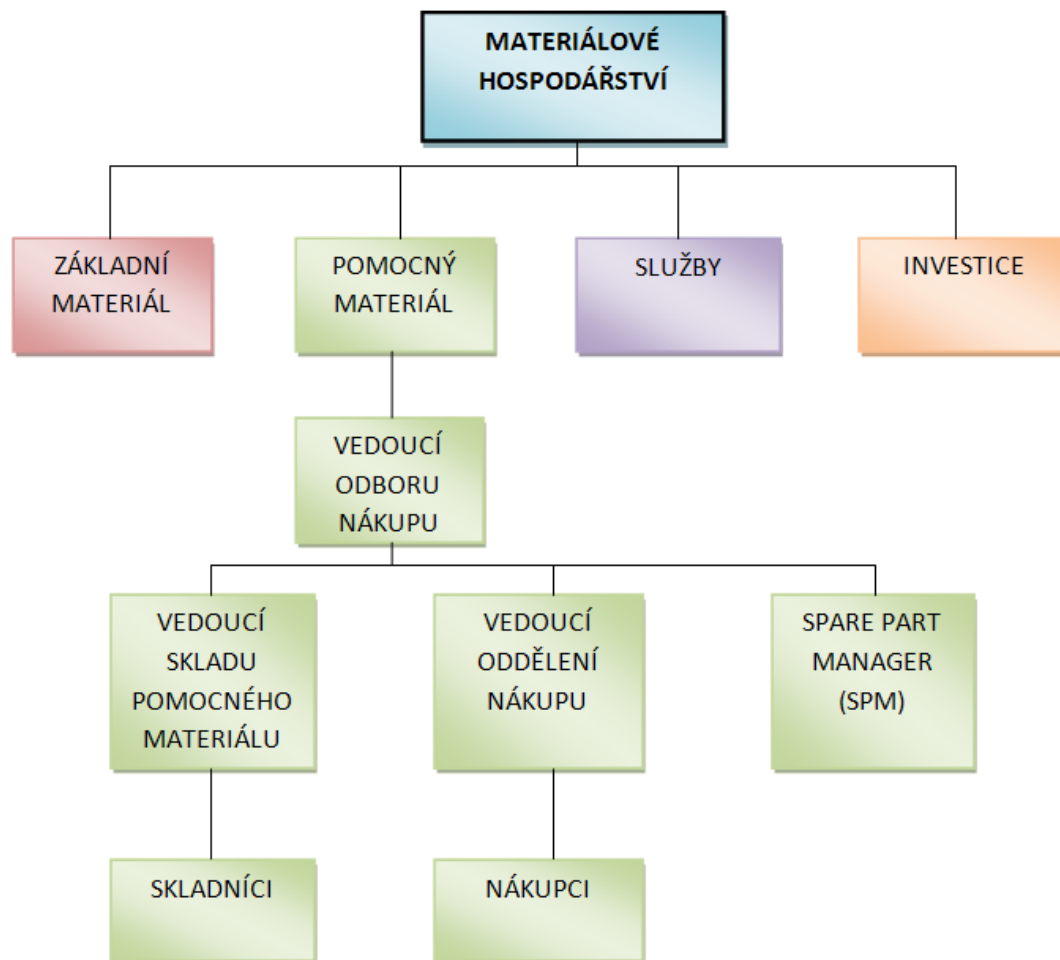 MATERIÁLOVÉ
HOSPODÁŘSTVÍ
ZÁKLADNÍ
MATERIÁL
POMOCNÝ
MATERIÁL
SLUŽBY
INVESTICE
VEDOUCÍ
ODBORU
NÁKUPU
VEDOUCÍ
SKLADU
POMOCNÉHO
MATERIÁLU
VEDOUCÍ
ODDĚLENÍ
NÁKUPU
SPARE PART
MANAGER
(SPM)
SKLADNÍCI
NÁKUPCI